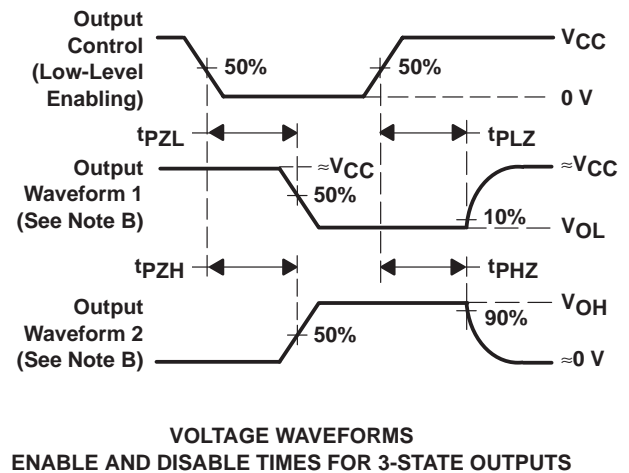 Output
Control
(Low-Level
Enabling)
50%
50%
VCC
0 V
tPZL
tPLZ
Output
Waveform 1
(See Note B)
≈VCC
50%
10%
≈VCC
VOL
tPZH
tPHZ
Output
Waveform 2
(See Note B)
50%
90%
VOH
≈0 V
VOLTAGE WAVEFORMS
ENABLE AND DISABLE TIMES FOR 3-STATE OUTPUTS